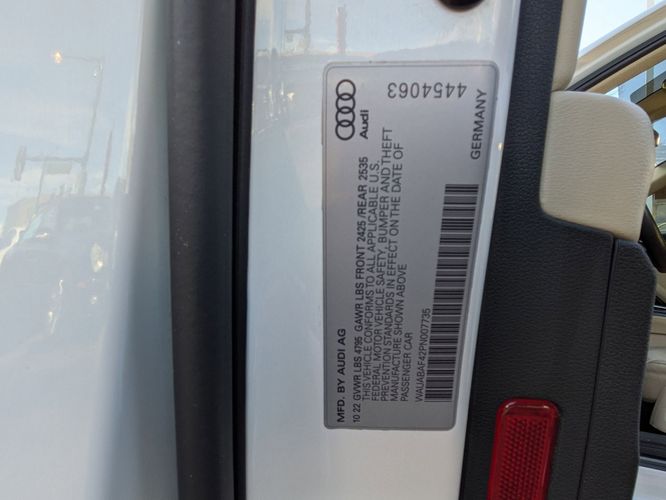 MFD. BY AUDI AG
10 22 GVWR LBS 4795 GAWR LBS FRONT 2425 /REAR 2535
THIS VEHICLE CONFORMS TO ALL APPLICABLE U.S.
FEDERAL MOTOR VEHICLE SAFETY, BUMPER AND THEFT
PREVENTION STANDARDS IN EFFECT ON THE DATE OF
MANUFACTURE SHOWN ABOVE
PASSENGER CAR
WAUABAF42PN007735
Audi
4454063
GERMANY